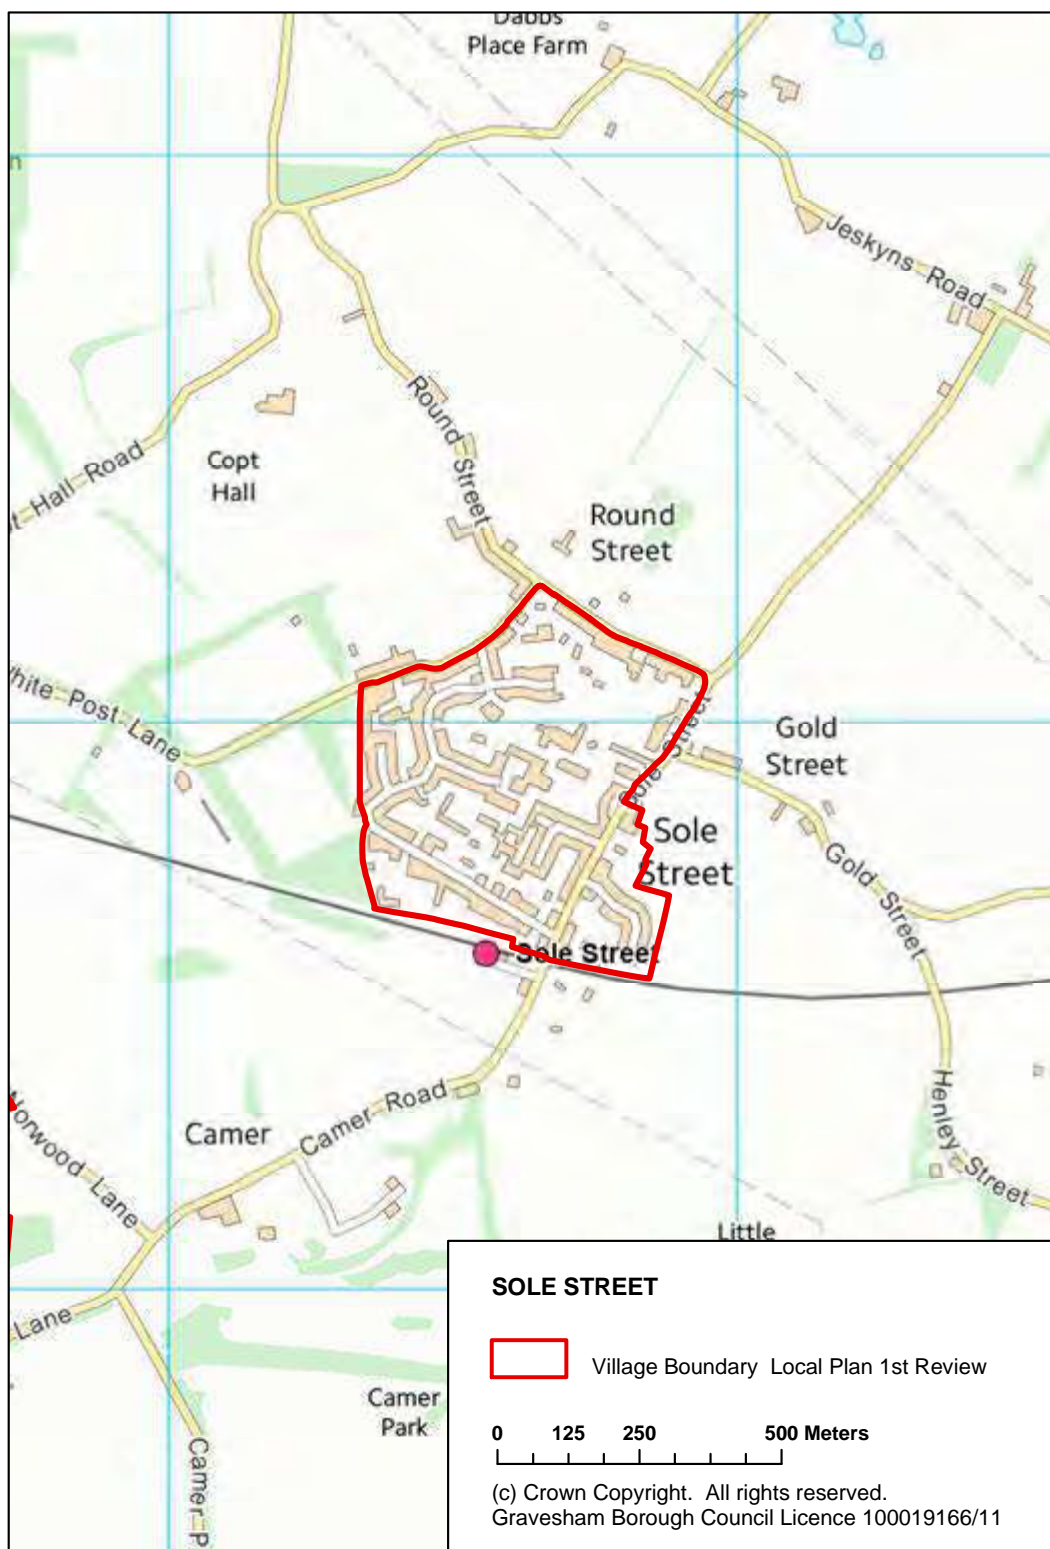 Dabbs
Place Farm
n
Jeskyns Road
Round Street
Copt
Hall
t Hall Road
Round
Street
White Post Lane
Sole Street
Gold
Street
Sole
Street
Gold Street
Sole Street
Henley Street
Camer Road
Camer
Norwood Lane
Little
Lane
Camer
Park
Camer P
SOLE STREET
Village Boundary Local Plan 1st Review
0 125 250 500 Meters
(c) Crown Copyright. All rights reserved.
Gravesham Borough Council Licence 100019166/11